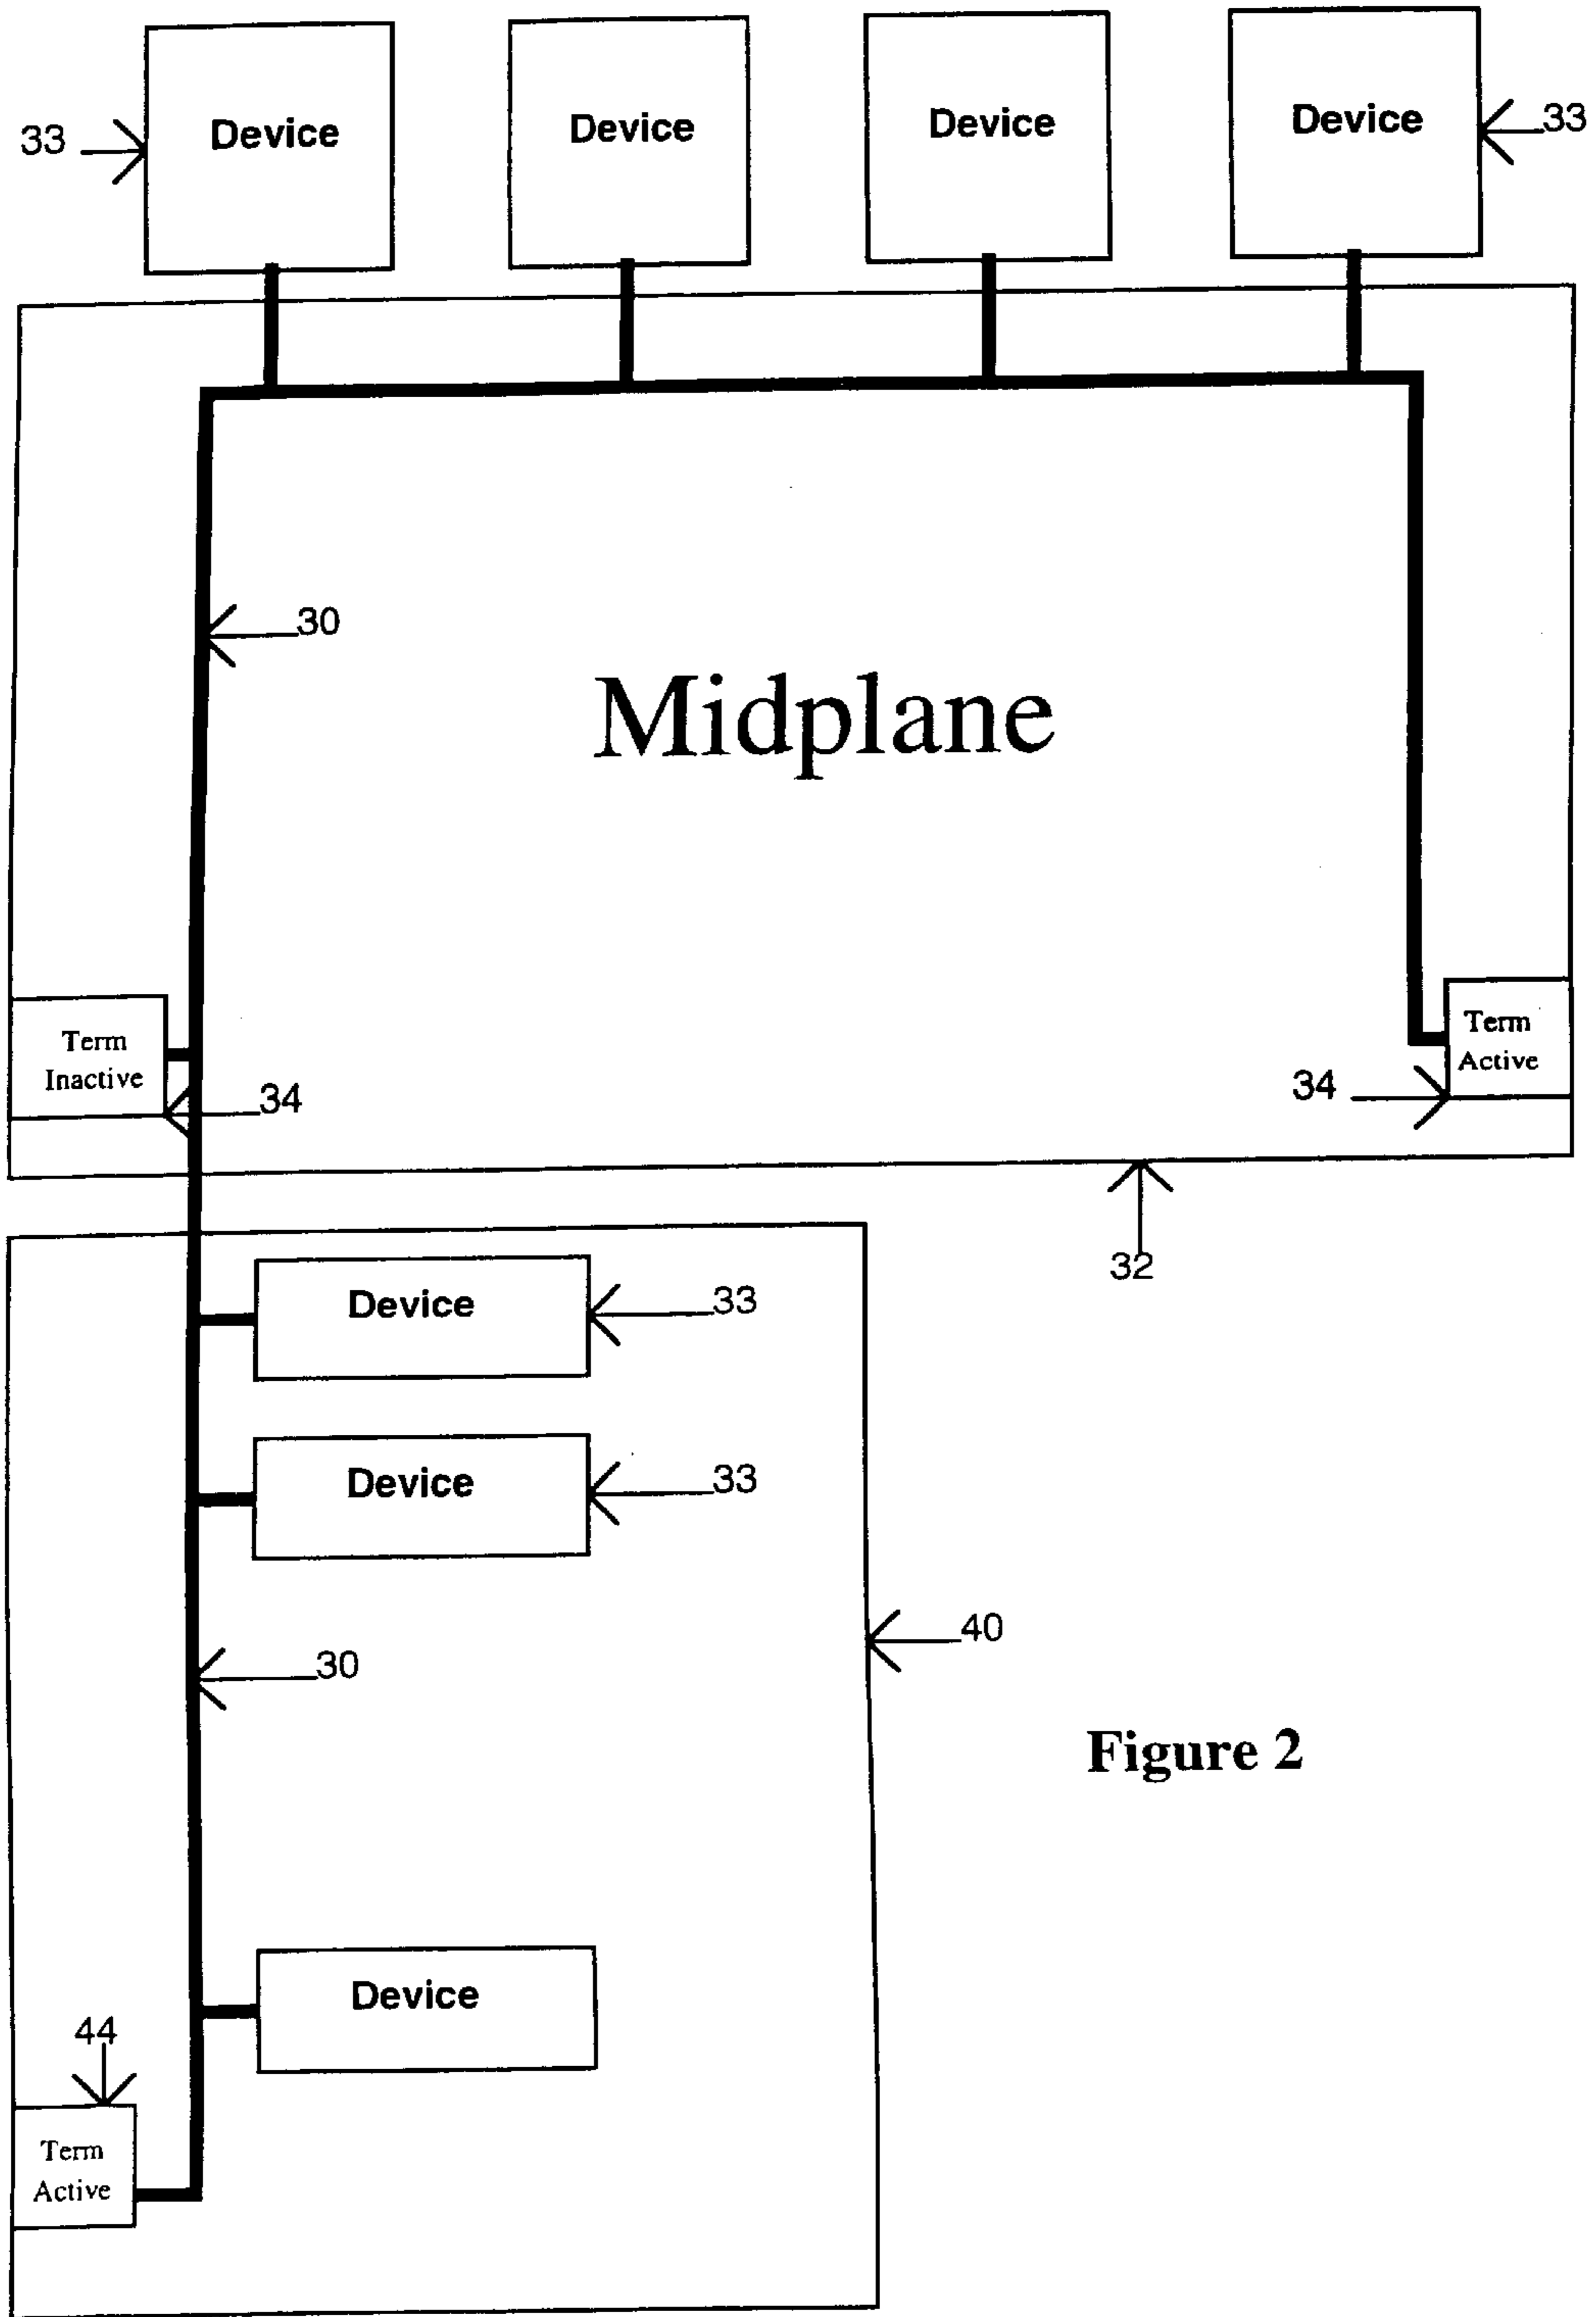 Device
Device
Device
Device
33
33
30
Midplane
Term
Inactive
34
Term
Active
34
32
Device
33
Device
33
40
30
Figure 2
Device
44
Term
Active